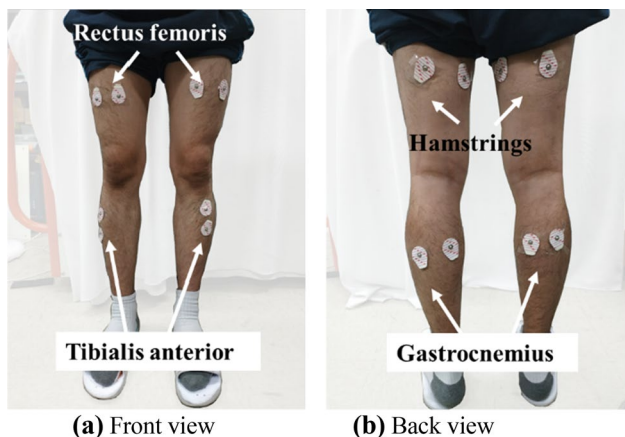 Rectus femoris
Tibialis anterior
(a) Front view
Hamstrings
Gastrocnemius
(b) Back view